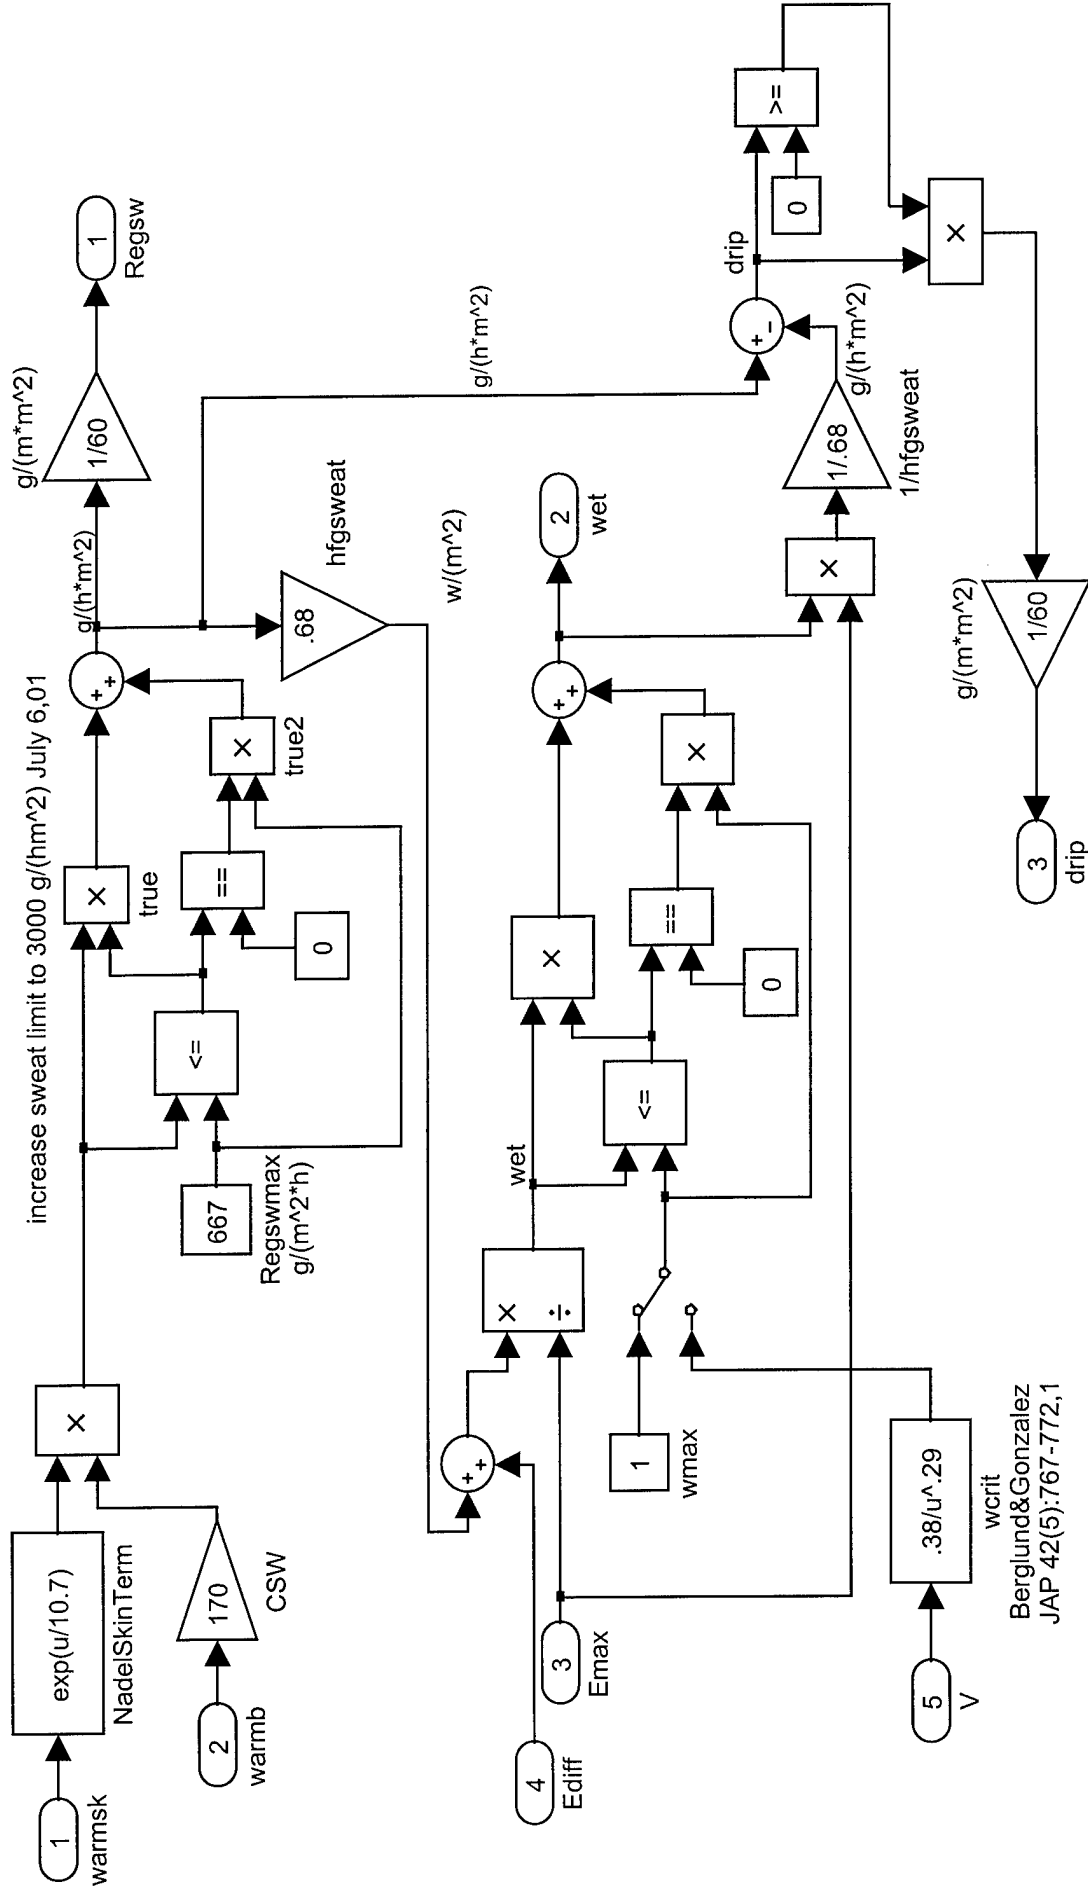 increase sweat limit to 3000 g/(hm^2) July 6,01
1
warmsk
exp(u/10.7)
NadelSkinTerm
2
warmb
170
CSW
×
667
Regswmax
g/(m^2*h)
<=
×
true
==
0
×
true2
+
+
g/(h*m^2)
g/(m*m^2)
1/60
1
Regsw
.68
hfgsweat
w/(m^2)
g/(h*m^2)
4
Ediff
3
Emax
+
+
×
÷
wet
1
wmax
5
V
.38/u^.29
wcrit
Berglund&Gonzalez
JAP 42(5):767-772,1
<=
×
==
0
×
+
+
2
wet
×
1/.68
1/hfgsweat
g/(h*m^2)
+
-
drip
0
>=
×
g/(m*m^2)
1/60
3
drip